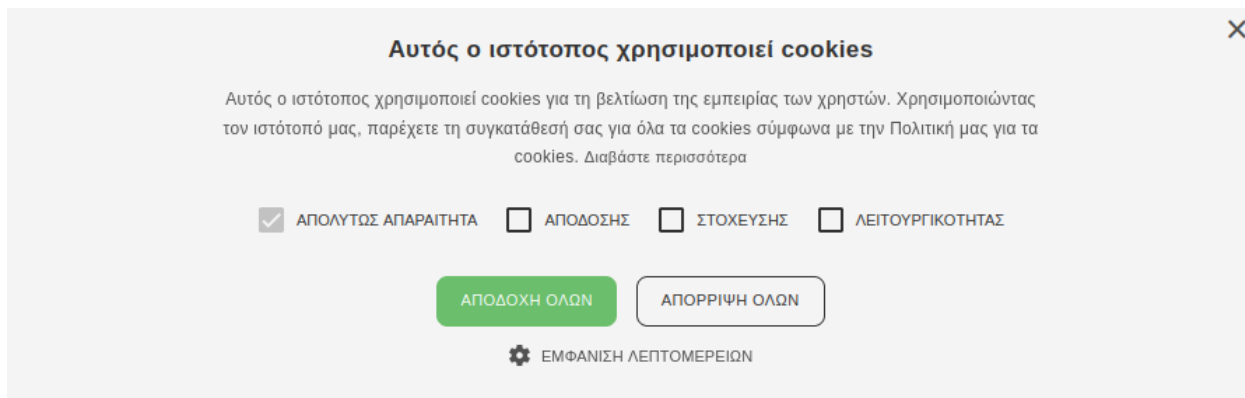 Αυτός ο ιστότοπος χρησιμοποιεί cookies
Αυτός ο ιστότοπος χρησιμοποιεί cookies για τη βελτίωση της εμπειρίας των χρηστών. Χρησιμοποιώντας
τον ιστότοπό μας, παρέχετε τη συγκατάθεσή σας για όλα τα cookies σύμφωνα με την Πολιτική μας για τα
cookies. Διαβάστε περισσότερα
ΑΠΟΛΥΤΩΣ ΑΠΑΡΑΙΤΗΤΑ ΑΠΟΔΟΣΗΣ ΣΤΟΧΕΥΣΗΣ ΛΕΙΤΟΥΡΓΙΚΟΤΗΤΑΣ
ΑΠΟΔΟΧΗ ΟΛΩΝ ΑΠΟΡΡΙΨΗ ΟΛΩΝ
ΕΜΦΑΝΙΣΗ ΛΕΠΤΟΜΕΡΕΙΩΝ